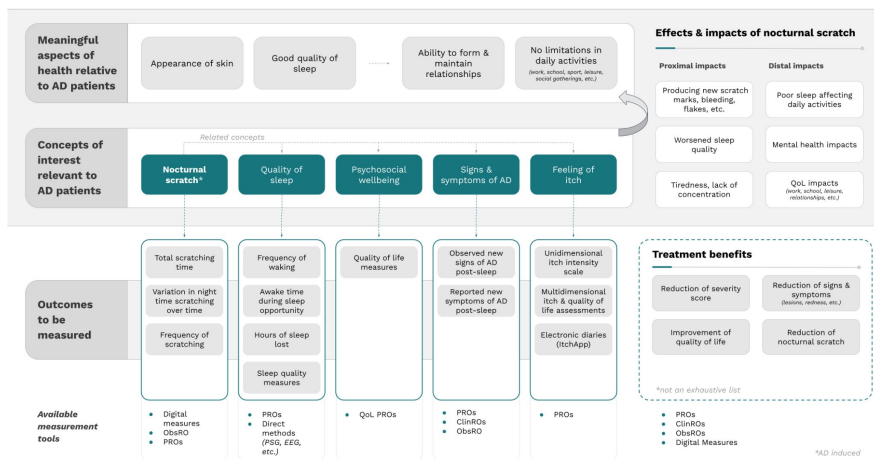 Meaningful
aspects of
health relative
to AD patients
Appearance of skin
Good quality of
sleep
Ability to form &
maintain
relationships
No limitations in
daily activities
(work, school, sport, leisure,
social gatherings, etc.)
Concepts of
interest
relevant to
AD patients
Related concepts
Nocturnal
scratch*
Quality of
sleep
Psychosocial
wellbeing
Signs &
symptoms of AD
Feeling of
itch
Effects & impacts of nocturnal scratch
Proximal impacts
Producing new scratch
marks, bleeding,
flakes, etc.
Worsened sleep
quality
Tiredness, lack of
concentration
Distal impacts
Poor sleep affecting
daily activities
Mental health impacts
QoL impacts
(work, school, leisure,
relationships, etc.)
Outcomes
to be
measured
Total scratching
time
Variation in night
time scratching
over time
Frequency of
scratching
Frequency of
waking
Awake time
during sleep
opportunity
Hours of sleep
lost
Sleep quality
measures
Quality of life
measures
Observed new
signs of AD
post-sleep
Reported new
symptoms of AD
post-sleep
Unidimensional
itch intensity
scale
Multidimensional
itch & quality of
life assessments
Electronic diaries
(ItchApp)
Treatment benefits
Reduction of severity
score
Reduction of signs &
symptoms
(lesions, redness, etc.)
Improvement of
quality of life
Reduction of
nocturnal scratch
*not an exhaustive list
Available
measurement
tools
• Digital
measures
• ObsRO
• PROs
• PROs
• Direct
methods
(PSG, EEG,
etc.)
• QoL PROs
• PROs
• ClinROs
• ObsRO
• PROs
• PROs
• ClinROs
• ObsROs
• Digital Measures
*AD induced